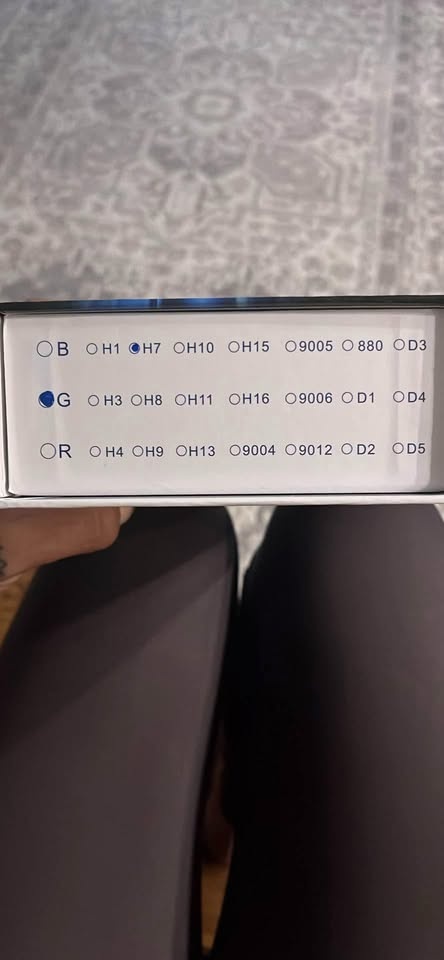 B H1 H7 H10 H15 9005 880 D3
G H3 H8 H11 H16 9006 D1 D4
R H4 H9 H13 9004 9012 D2 D5